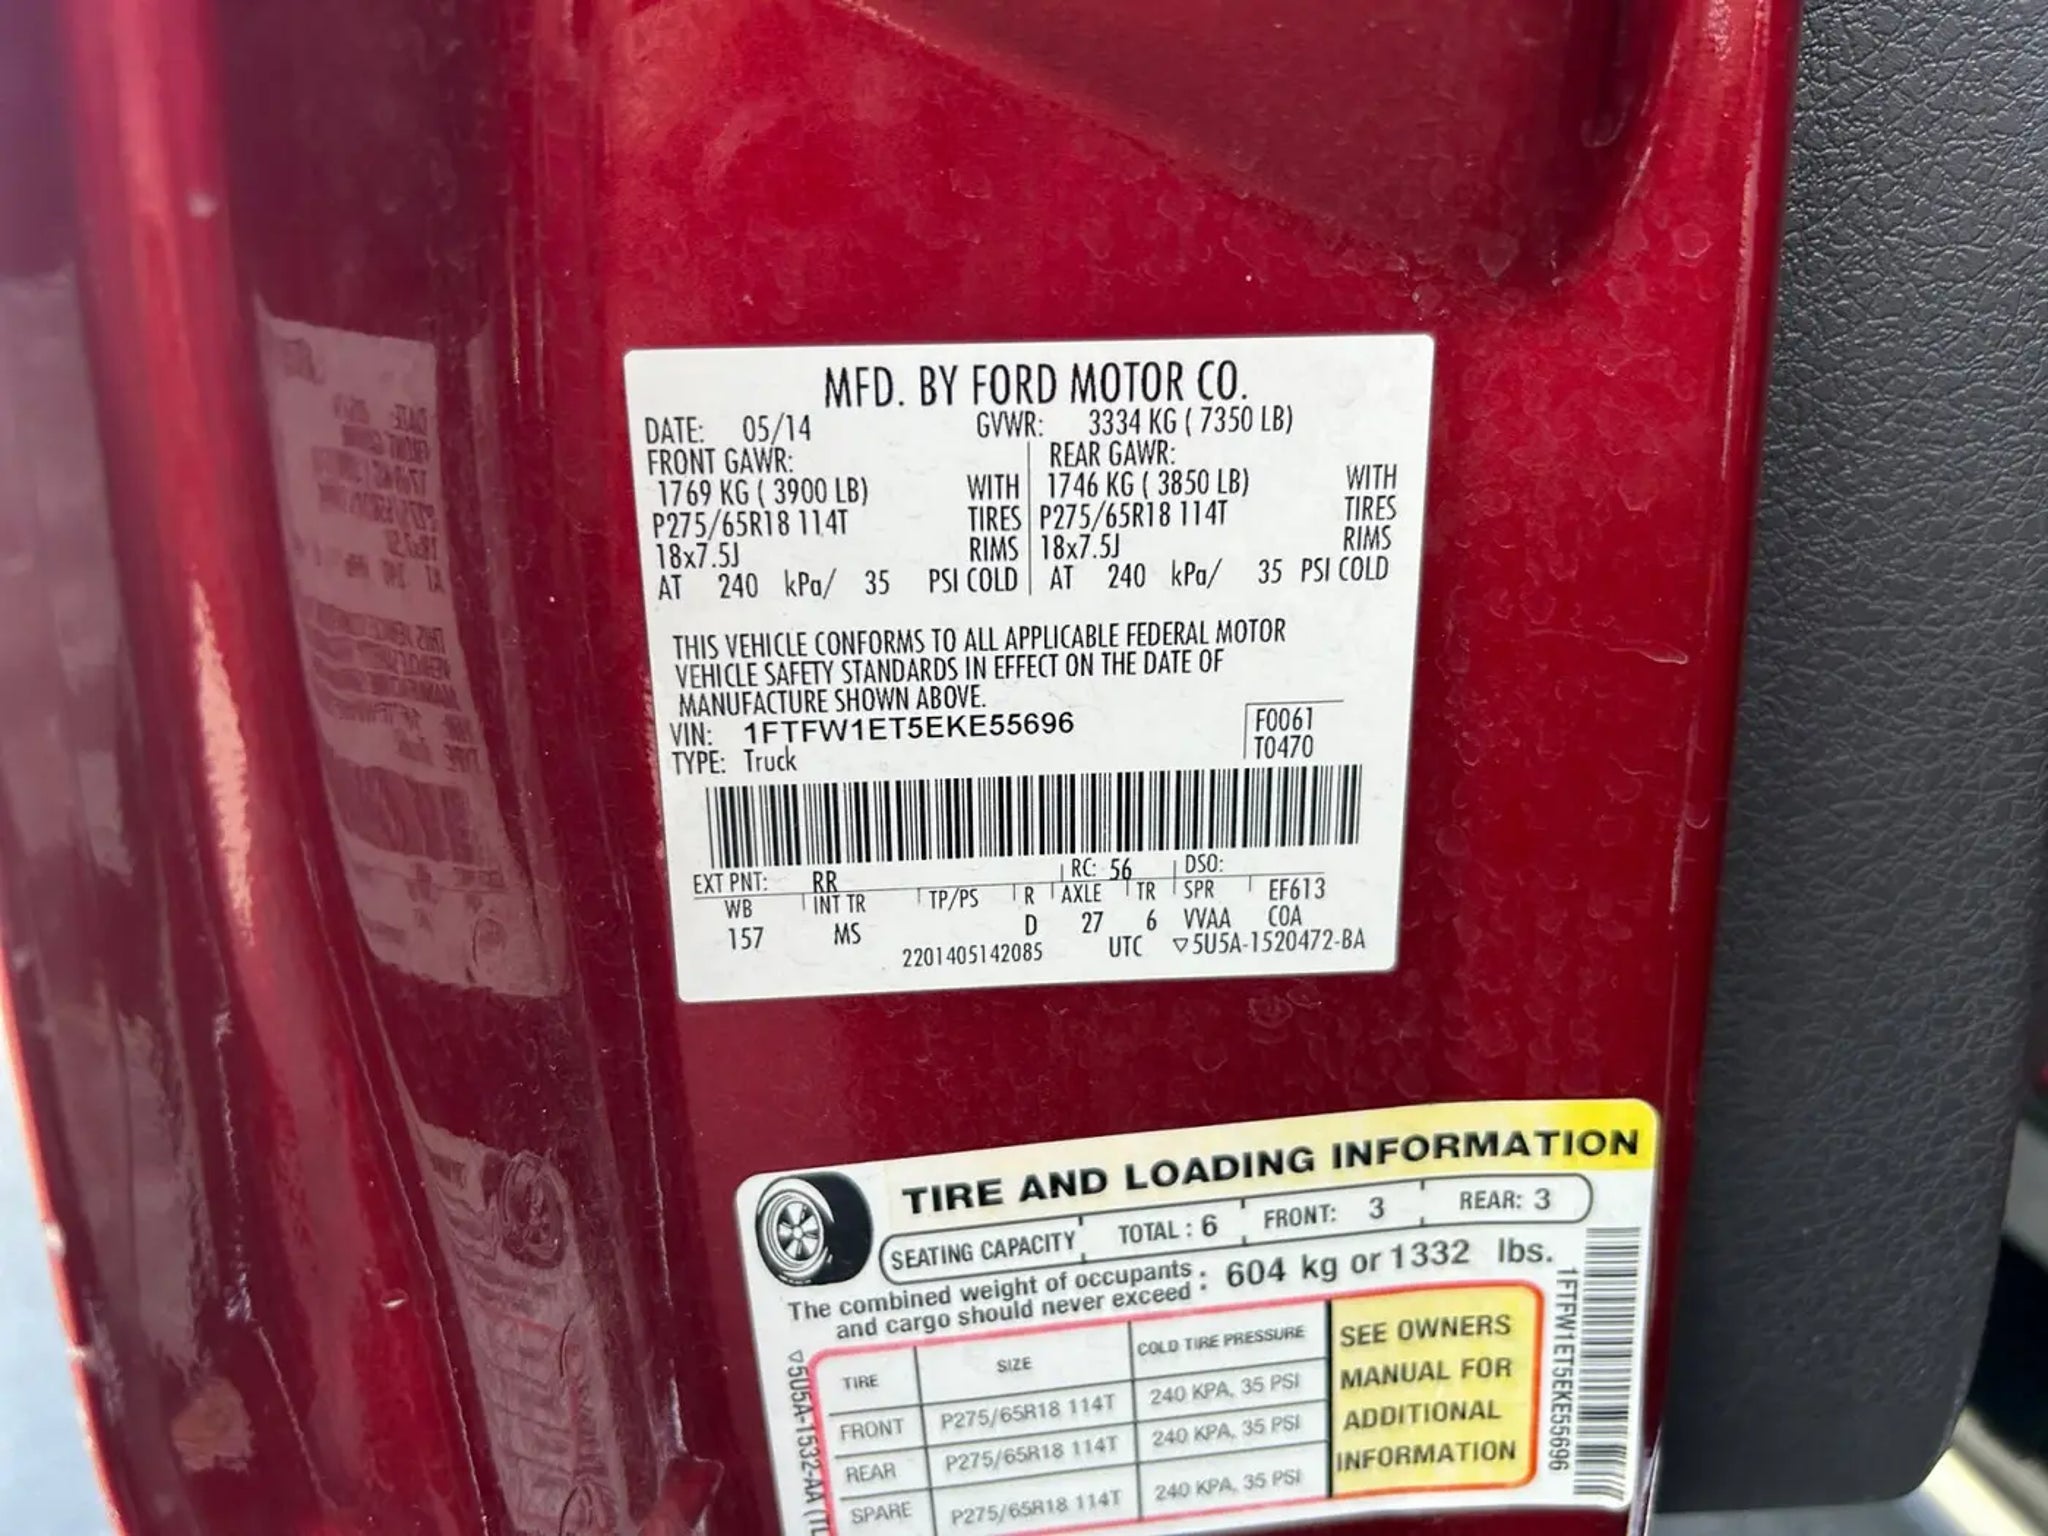 MFD. BY FORD MOTOR CO.
DATE: 05/14 GVWR: 3334 KG ( 7350 LB)
FRONT GAWR: REAR GAWR:
1769 KG ( 3900 LB) WITH 1746 KG ( 3850 LB) WITH
P275/65R18 114T TIRES P275/65R18 114T TIRES
18x7.5J RIMS 18x7.5J RIMS
AT 240 kPa/ 35 PSI COLD AT 240 kPa/ 35 PSI COLD
THIS VEHICLE CONFORMS TO ALL APPLICABLE FEDERAL MOTOR
VEHICLE SAFETY STANDARDS IN EFFECT ON THE DATE OF
MANUFACTURE SHOWN ABOVE.
VIN: 1FTFW1ET5EKE55696 F0061
TYPE: Truck T0470
EXT PNT: RR RC: 56 DSO:
WB INT TR TP/PS R AXLE TR SPR EF613
157 MS D 27 6 VVAA COA
2201405142085 UTC ▽5U5A-1520472-BA
TIRE AND LOADING INFORMATION
SEATING CAPACITY TOTAL : 6 FRONT: 3 REAR: 3
The combined weight of occupants
and cargo should never exceed : 604 kg or 1332 lbs.
TIRE SIZE COLD TIRE PRESSURE
FRONT P275/65R18 114T 240 KPA, 35 PSI
REAR P275/65R18 114T 240 KPA, 35 PSI
SPARE P275/65R18 114T 240 KPA, 35 PSI
SEE OWNERS
MANUAL FOR
ADDITIONAL
INFORMATION
1FTFW1ET5EKE55696
▽5U5A-1532-AA